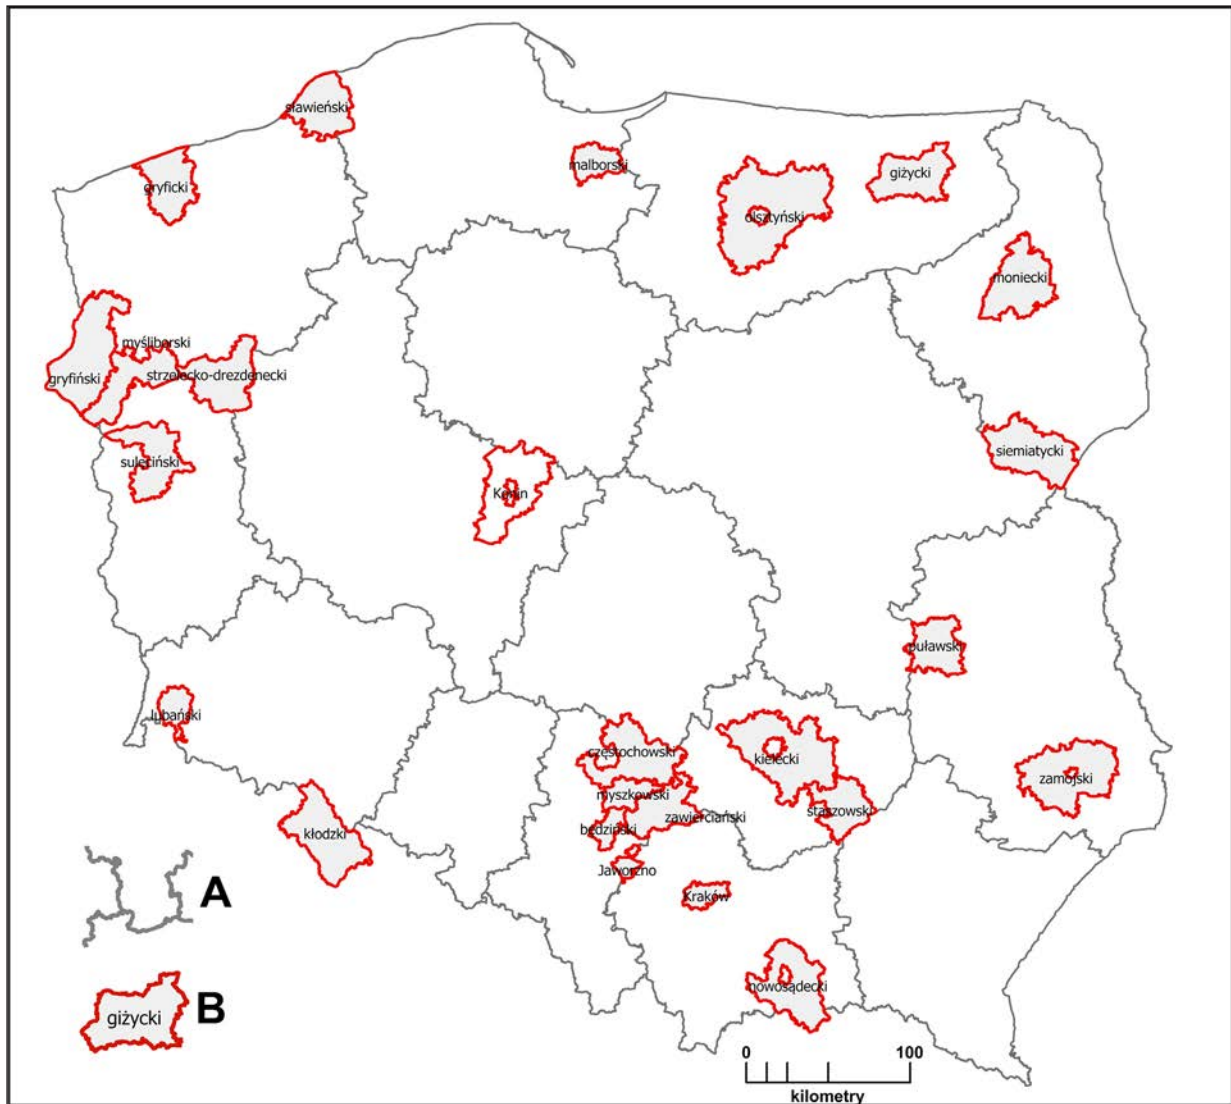 sławieński
malborski
giżycki
gryficki
olsztyński
moniecki
myśliborski
strzelecko-drezdenecki
gryfiński
siemiatycki
sulęciński
Konin
puławski
lubański
częstochowski
kielecki
zamojski
myszkowski
staszowski
zawierciański
będziński
kłodzki
Jaworzno
A
Kraków
nowosądecki
B
giżycki
0 100
kilometry